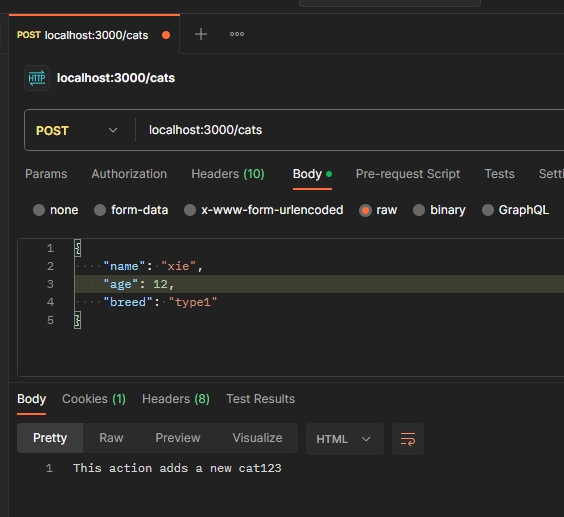 POST localhost:3000/cats
HTTP localhost:3000/cats
POST localhost:3000/cats
Params Authorization Headers (10) Body Pre-request Script Tests Setti
none form-data x-www-form-urlencoded raw binary GraphQL
1 {
2 "name": "xie",
3 "age": 12,
4 "breed": "type1"
5 }
Body Cookies (1) Headers (8) Test Results
Pretty Raw Preview Visualize HTML
1 This action adds a new cat123